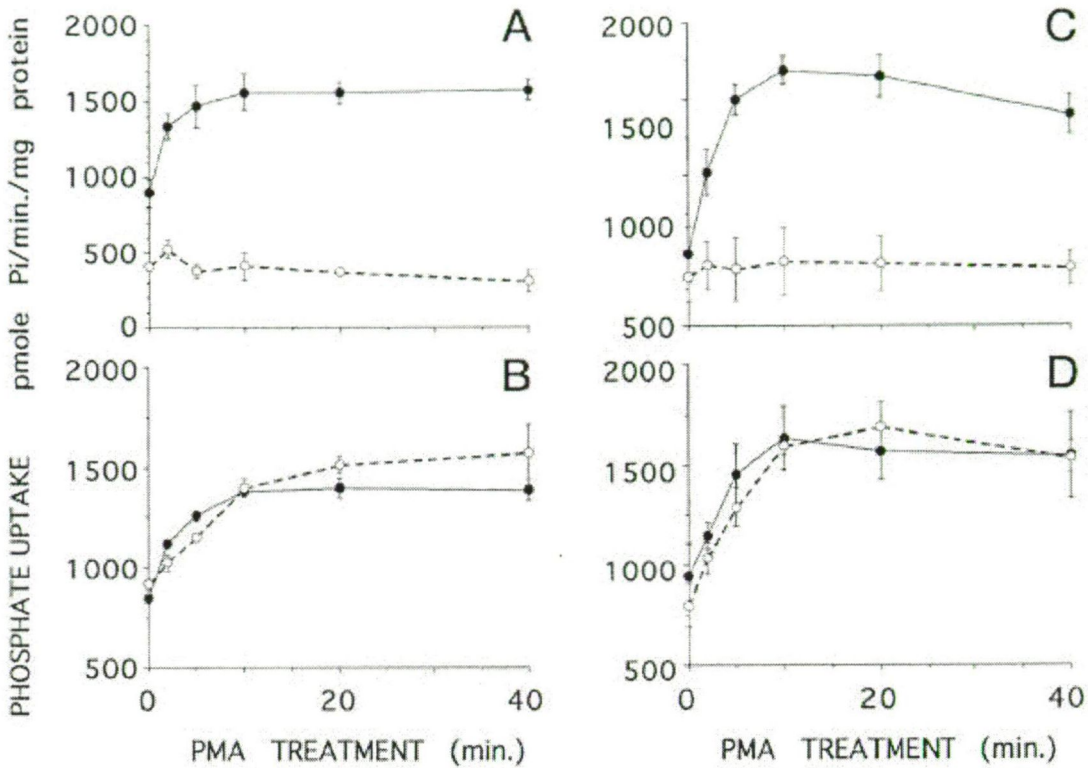 PHOSPHATE UPTAKE pmole Pi/min./mg protein
A
2000
1500
1000
500
0
C
2000
1500
1000
500
B
2000
1500
1000
500
0 20 40
PMA TREATMENT (min.)
D
2000
1500
1000
500
0 20 40
PMA TREATMENT (min.)